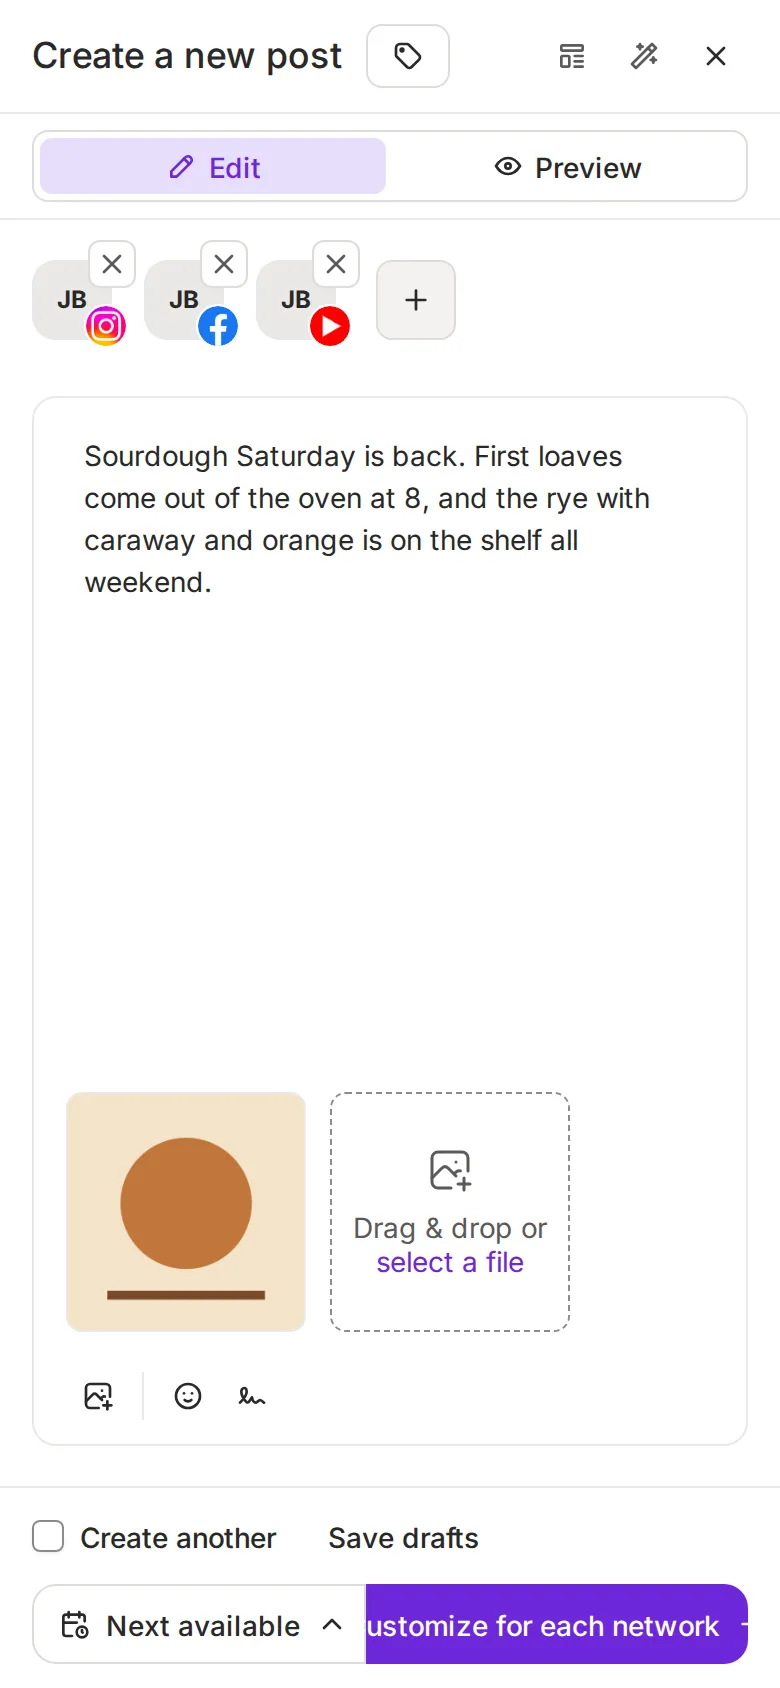 Create a new post
Edit
Preview
JB
JB
JB
Sourdough Saturday is back. First loaves
come out of the oven at 8, and the rye with
caraway and orange is on the shelf all
weekend.
Drag & drop or
select a file
Create another
Save drafts
Next available
ustomize for each network